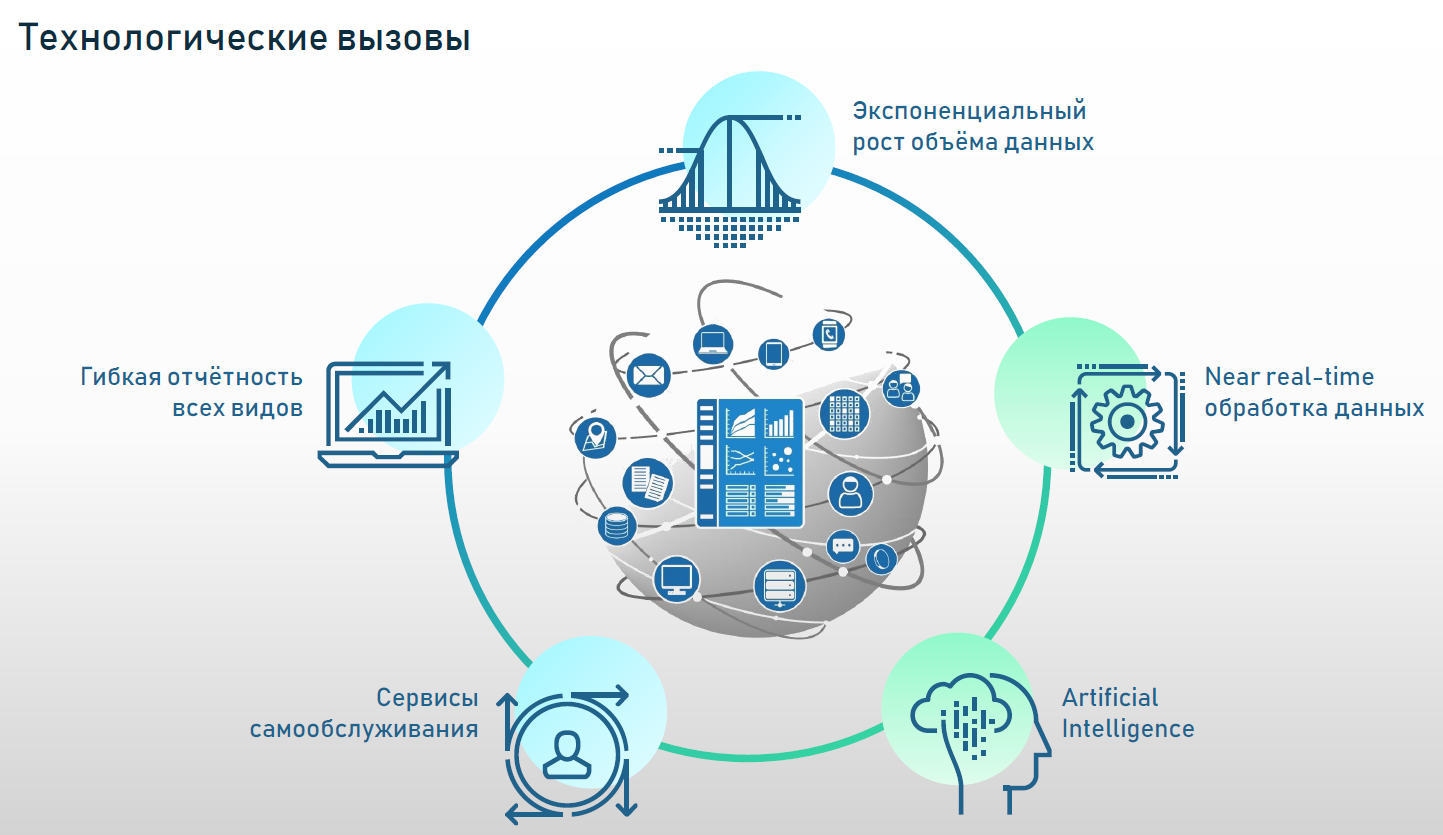 Технологические вызовы
Экспоненциальный
рост объёма данных
Гибкая отчётность
всех видов
Near real-time
обработка данных
Сервисы
самообслуживания
Artificial
Intelligence